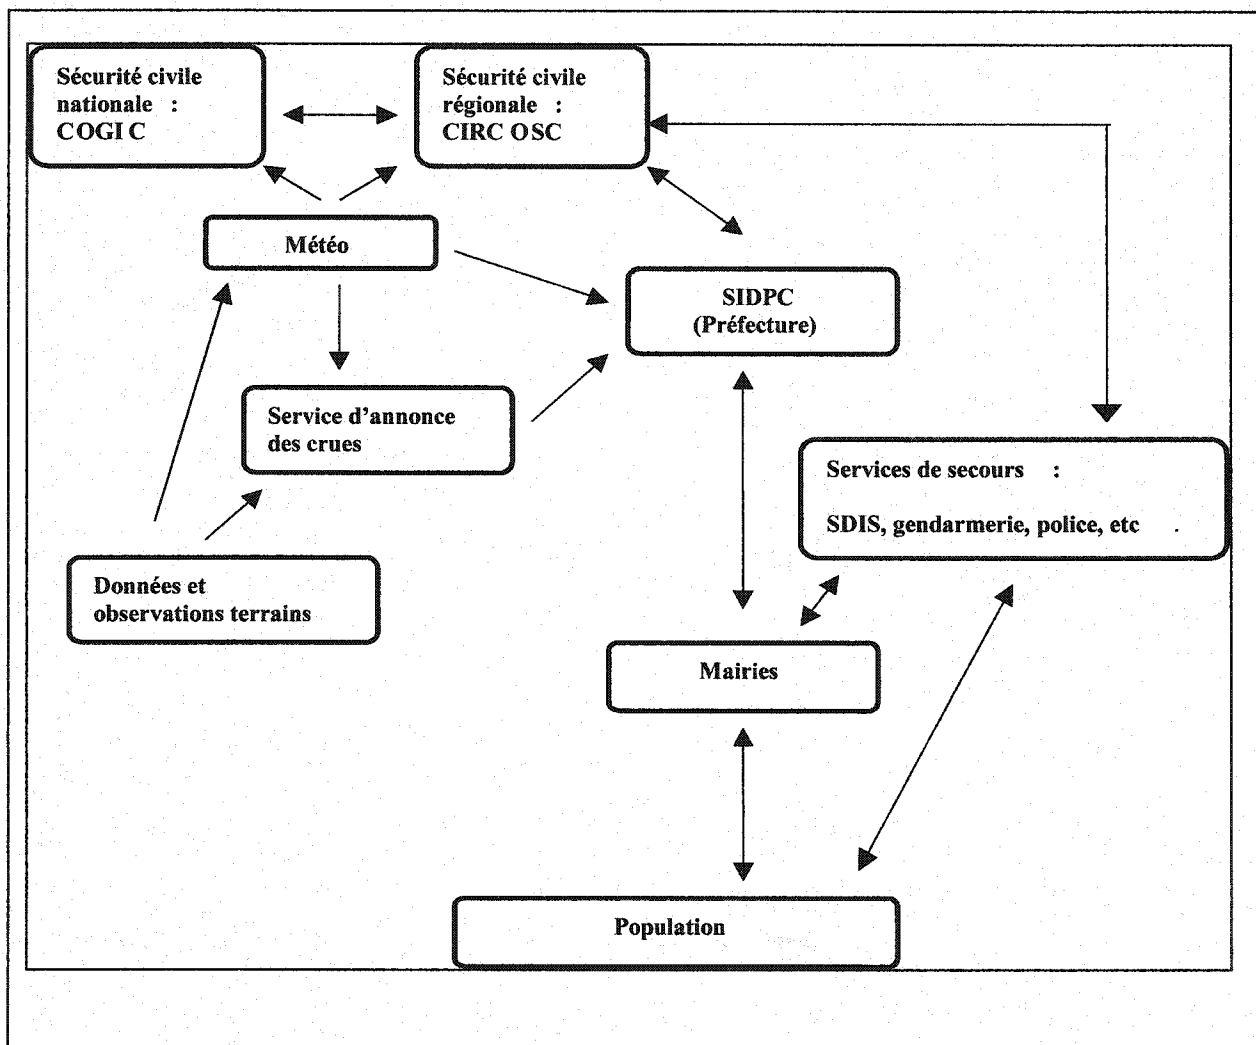 Sécurité civile
nationale :
COGI C
Sécurité civile
régionale :
CIRC OSC
Météo
SIDPC
(Préfecture)
Service d'annonce
des crues
Services de secours :
SDIS, gendarmerie, police, etc .
Données et
observations terrains
Mairies
Population